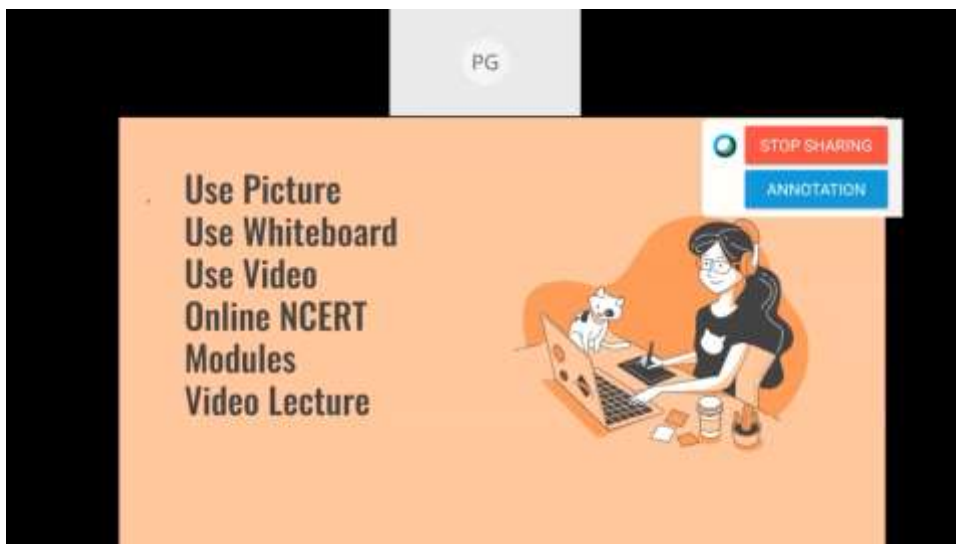 PG
STOP SHARING
ANNOTATION
Use Picture
Use Whiteboard
Use Video
Online NCERT
Modules
Video Lecture